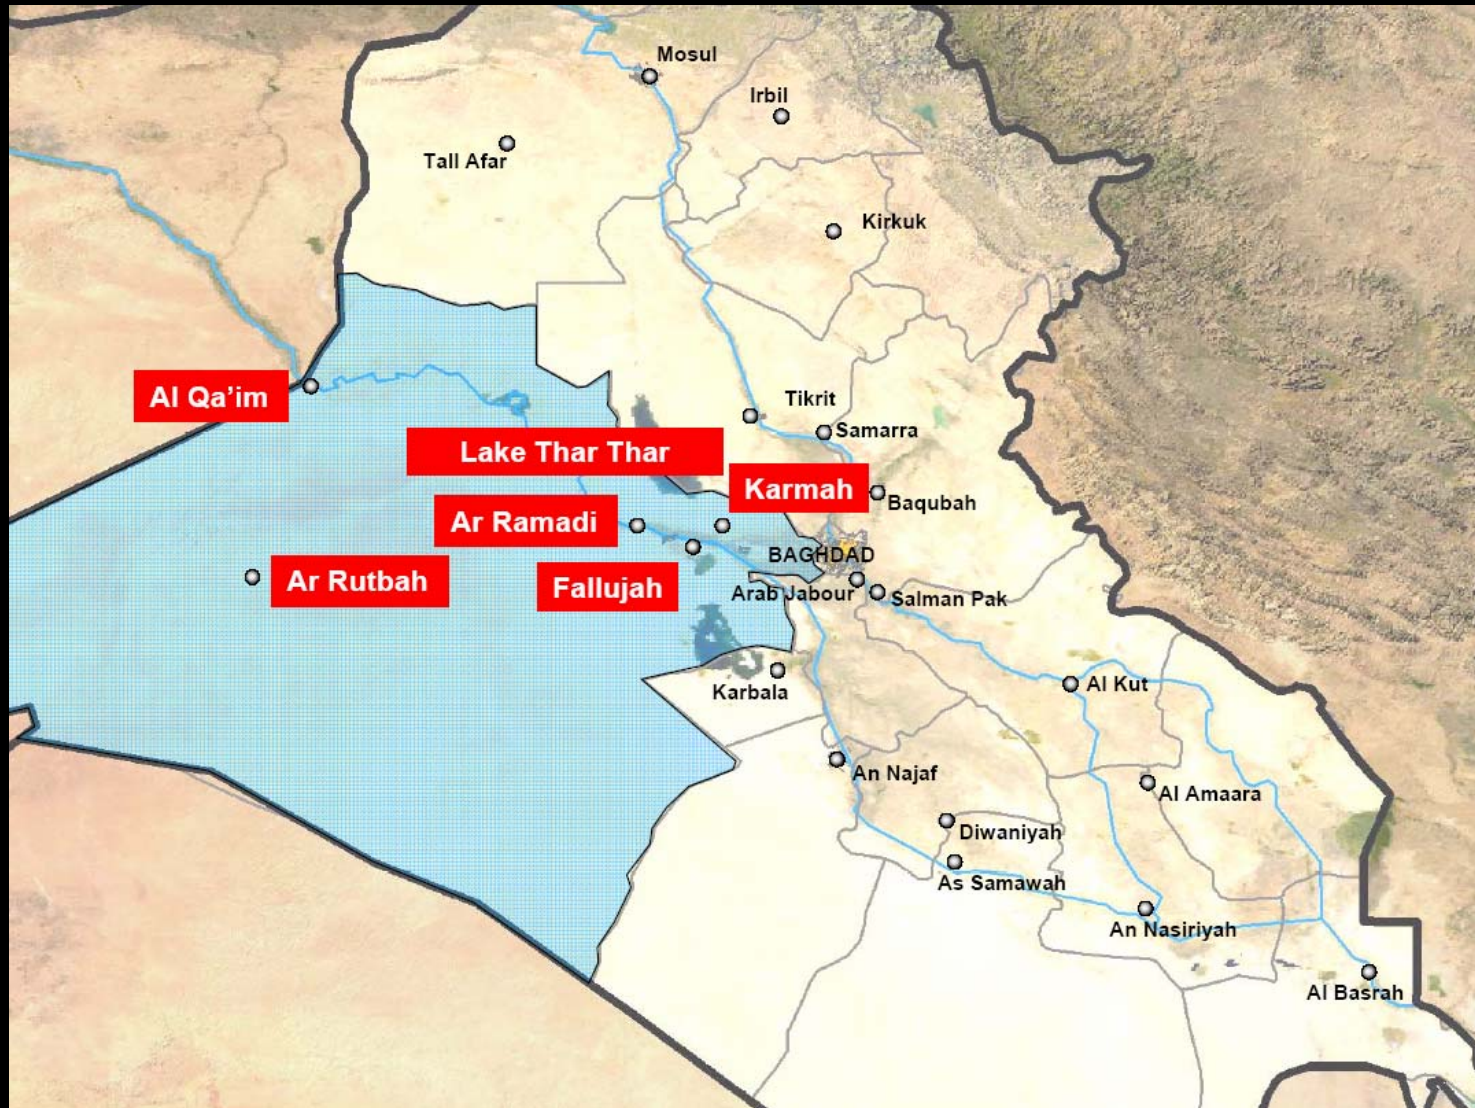 Mosul
Irbil
Tall Afar
Kirkuk
Al Qa’im
Tikrit
Samarra
Lake Thar Thar
Karmah
Baqubah
Ar Ramadi
BAGHDAD
Ar Rutbah
Fallujah
Arab Jabour
Salman Pak
Karbala
Al Kut
An Najaf
Al Amaara
Diwaniyah
As Samawah
An Nasiriyah
Al Basrah